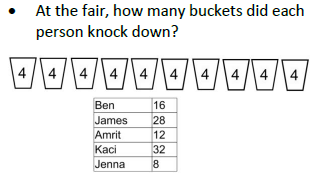 • At the fair, how many buckets did each
person knock down?
4 4 4 4 4 4 4 4 4 4
Ben 16
James 28
Amrit 12
Kaci 32
Jenna 8